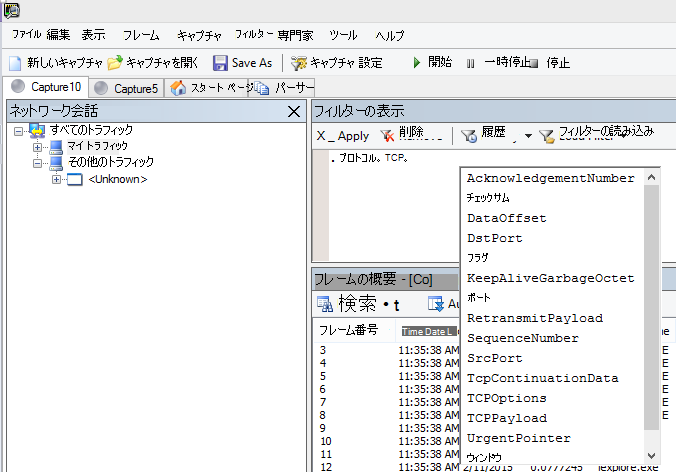 ファイル 編集 表示 フレーム キャプチャ フィルター 専門家 ツール ヘルプ
新しいキャプチャ キャプチャを開く Save As キャプチャ 設定 開始 一時停止 停止
Capture10 Capture5 スタート ページ パーサー
ネットワーク会話
すべてのトラフィック
マイ トラフィック
その他のトラフィック
<Unknown>
フィルターの表示
X _ Apply 削除 履歴 フィルターの読み込み
. プロトコル。TCP。
AcknowledgementNumber
チェックサム
DataOffset
DstPort
フラグ
KeepAliveGarbageOctet
ポート
RetransmitPayload
SequenceNumber
SrcPort
TcpContinuationData
TCPOptions
TCPPayload
UrgentPointer
ウィンドウ
フレームの概要 - [Co]
検索・t Au
フレーム番号 Time Date L
3 11:35:38 AM
4 11:35:38 AM
5 11:35:38 AM
6 11:35:38 AM
7 11:35:38 AM
8 11:35:38 AM
9 11:35:38 AM
10 11:35:38 AM
11 11:35:38 AM
12 11:35:38 AM 2/11/2015 0.0777245 iexplore.exe